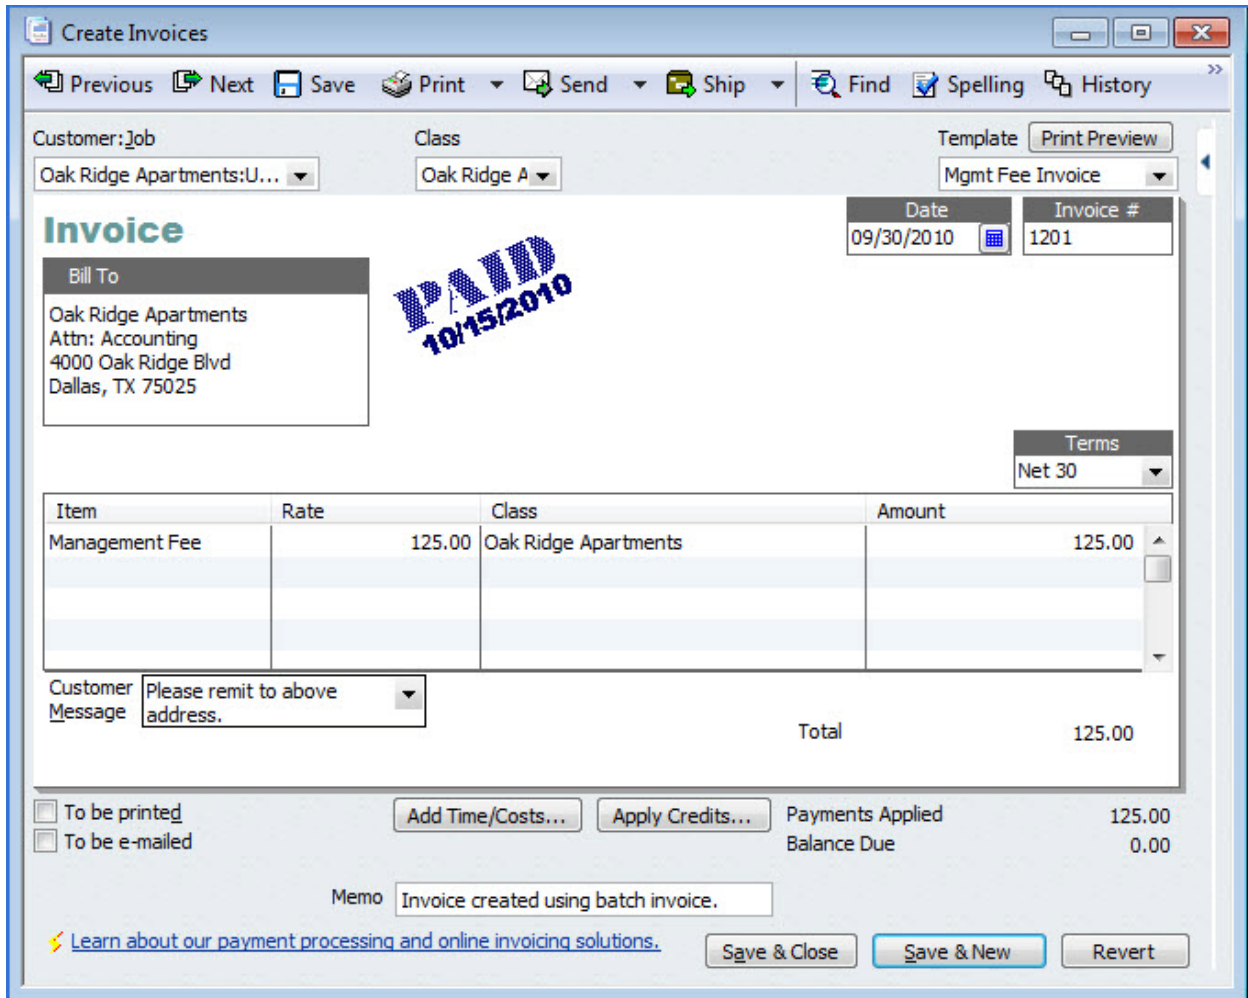 Create Invoices
Previous Next Save Print Send Ship Find Spelling History »
Customer:Job Class Template Print Preview
Oak Ridge Apartments:U... Oak Ridge A Mgmt Fee Invoice
Invoice
Date Invoice #
09/30/2010 1201
Bill To
Oak Ridge Apartments
Attn: Accounting
4000 Oak Ridge Blvd
Dallas, TX 75025
PAID
10/15/2010
Terms
Net 30
Item Rate Class Amount
Management Fee 125.00 Oak Ridge Apartments 125.00
Customer Message
Please remit to above
address.
Total 125.00
To be printed
To be e-mailed
Add Time/Costs... Apply Credits...
Payments Applied 125.00
Balance Due 0.00
Memo Invoice created using batch invoice.
Learn about our payment processing and online invoicing solutions.
Save & Close Save & New Revert